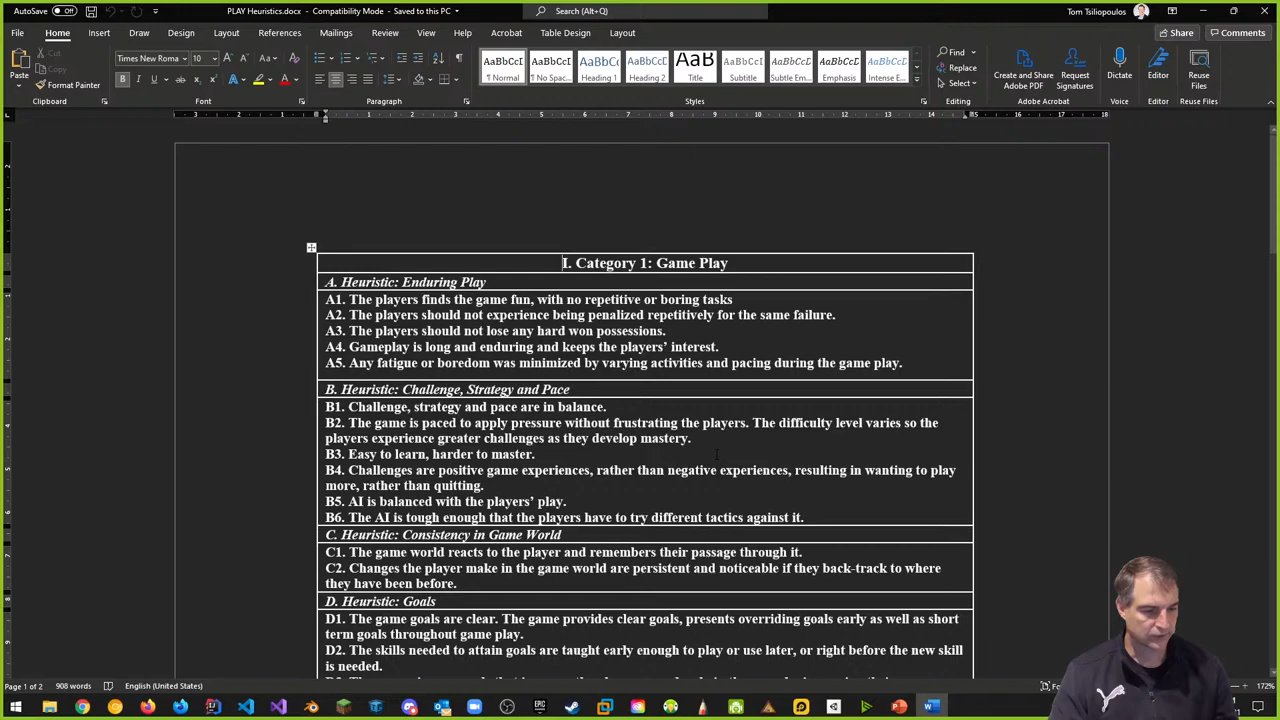 AutoSave Off PLAY Heuristics.docx - Compatibility Mode - Saved to this PC Search (Alt+Q) Tom Tsiliopoulos
File Home Insert Draw Design Layout References Mailings Review View Help Acrobat Table Design Layout Share Comments
Paste Cut Copy Format Painter
Times New Roma 10
AaBbCc AaBbCc AaBbCc AaBbCc AaB AaBbCcI AaBbCcL AaBbCcL AaBbCcL
¶ Normal ¶ No Spac... Heading 1 Heading 2 Title Subtitle Subtle Em... Emphasis Intense E...
Find Replace Select
Create and Share Adobe PDF Request Signatures Dictate Editor Reuse Files
Clipboard Font Paragraph Styles Editing Adobe Acrobat Voice Editor Reuse Files
I. Category 1: Game Play
A. Heuristic: Enduring Play
A1. The players finds the game fun, with no repetitive or boring tasks
A2. The players should not experience being penalized repetitively for the same failure.
A3. The players should not lose any hard won possessions.
A4. Gameplay is long and enduring and keeps the players’ interest.
A5. Any fatigue or boredom was minimized by varying activities and pacing during the game play.
B. Heuristic: Challenge, Strategy and Pace
B1. Challenge, strategy and pace are in balance.
B2. The game is paced to apply pressure without frustrating the players. The difficulty level varies so the
players experience greater challenges as they develop mastery.
B3. Easy to learn, harder to master.
B4. Challenges are positive game experiences, rather than negative experiences, resulting in wanting to play
more, rather than quitting.
B5. AI is balanced with the players’ play.
B6. The AI is tough enough that the players have to try different tactics against it.
C. Heuristic: Consistency in Game World
C1. The game world reacts to the player and remembers their passage through it.
C2. Changes the player make in the game world are persistent and noticeable if they back-track to where
they have been before.
D. Heuristic: Goals
D1. The game goals are clear. The game provides clear goals, presents overriding goals early as well as short
term goals throughout game play.
D2. The skills needed to attain goals are taught early enough to play or use later, or right before the new skill
is needed.
Page 1 of 2 908 words English (United States) 172%